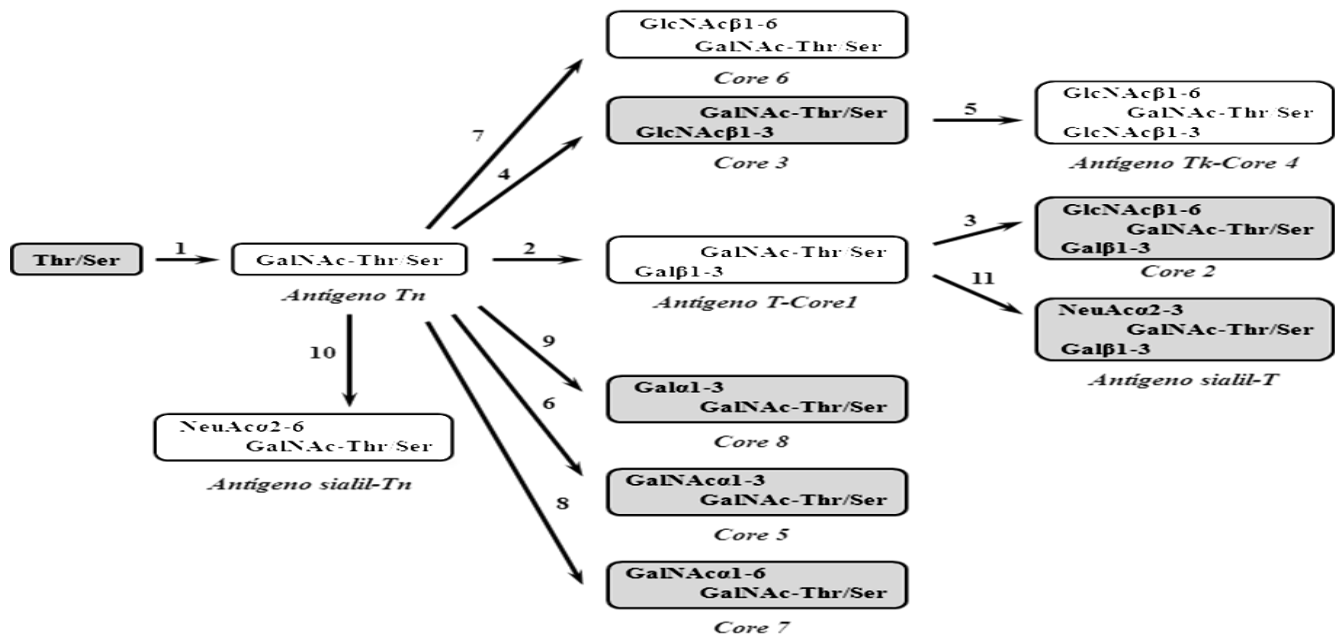 GlcNAcβ1-6
GalNAc-Thr/Ser
Core 6
GalNAc-Thr/Ser
GlcNAcβ1-3
Core 3
7
4
5
GlcNAcβ1-6
GalNAc-Thr/Ser
GlcNAcβ1-3
Antígeno Tk-Core 4
Thr/Ser
1
GalNAc-Thr/Ser
Antígeno Tn
2
GalNAc-Thr/Ser
Galβ1-3
Antígeno T-Core1
3
11
GlcNAcβ1-6
GalNAc-Thr/Ser
Galβ1-3
Core 2
NeuAcα2-3
GalNAc-Thr/Ser
Galβ1-3
Antígeno sialil-T
10
NeuAcα2-6
GalNAc-Thr/Ser
Antígeno sialil-Tn
9
6
8
Galα1-3
GalNAc-Thr/Ser
Core 8
GalNAcα1-3
GalNAc-Thr/Ser
Core 5
GalNAcα1-6
GalNAc-Thr/Ser
Core 7